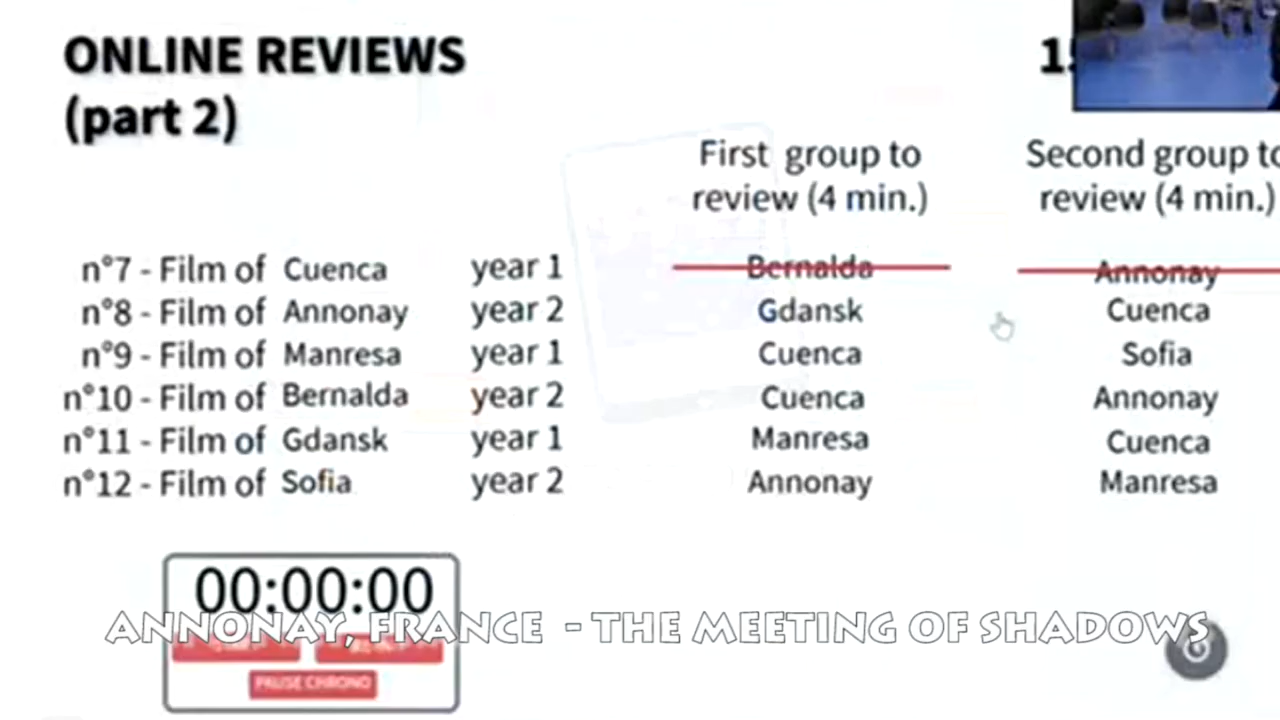 ONLINE REVIEWS
(part 2)
First group to
review (4 min.)
Second group to
review (4 min.)
n°7 - Film of Cuenca year 1 Bernalda Annonay
n°8 - Film of Annonay year 2 Gdansk Cuenca
n°9 - Film of Manresa year 1 Cuenca Sofia
n°10 - Film of Bernalda year 2 Cuenca Annonay
n°11 - Film of Gdansk year 1 Manresa Cuenca
n°12 - Film of Sofia year 2 Annonay Manresa
00:00:00
ANNONAY, FRANCE - THE MEETING OF SHADOWS
PAUSE CHRONO